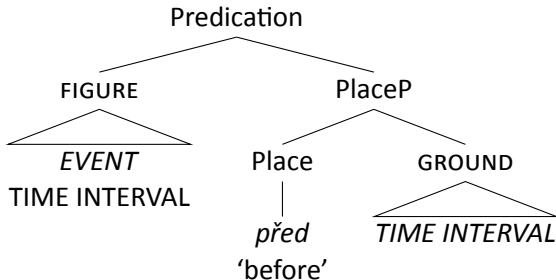 Predication
FIGURE PlaceP
EVENT Place GROUND
TIME INTERVAL
před TIME INTERVAL
'before'